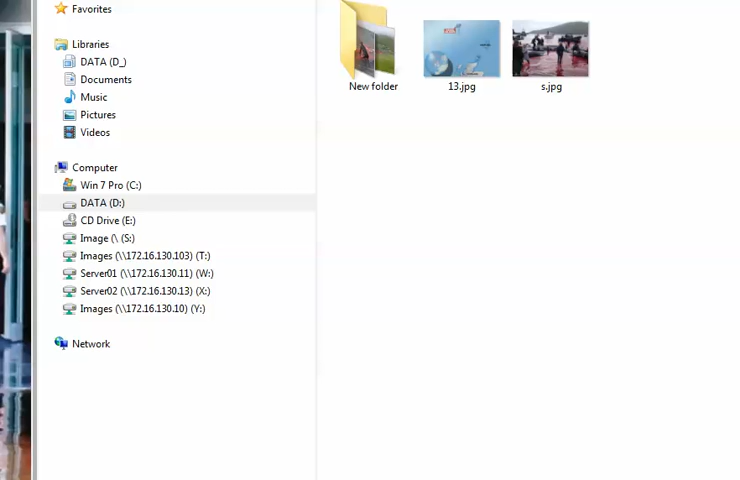 Favorites
Libraries
DATA (D_)
Documents
Music
Pictures
Videos
Computer
Win 7 Pro (C:)
DATA (D:)
CD Drive (E:)
Image (\ (S:)
Images (\\172.16.130.103) (T:)
Server01 (\\172.16.130.11) (W:)
Server02 (\\172.16.130.13) (X:)
Images (\\172.16.130.10) (Y:)
Network
New folder
13.jpg
s.jpg